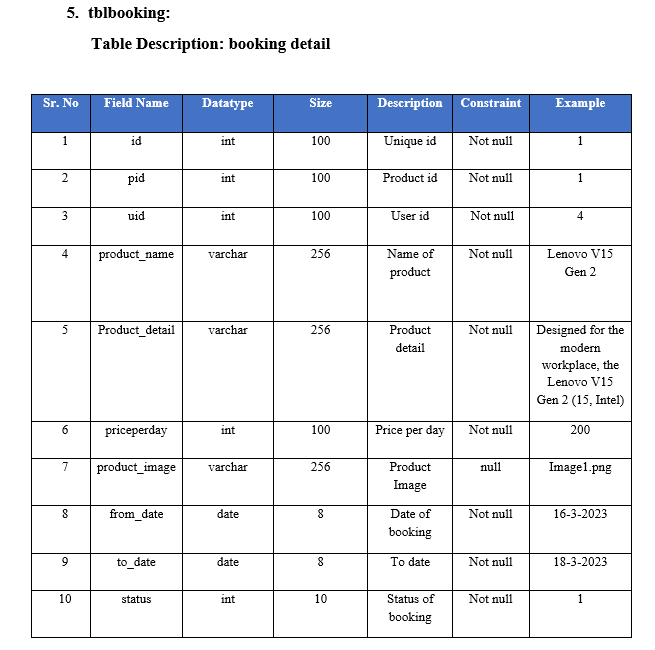 5. tblbooking:
Table Description: booking detail
Sr. No Field Name Datatype Size Description Constraint Example
1 id int 100 Unique id Not null 1
2 pid int 100 Product id Not null 1
3 uid int 100 User id Not null 4
4 product_name varchar 256 Name of Not null Lenovo V15
product Gen 2
5 Product_detail varchar 256 Product Not null Designed for the
detail modern
workplace, the
Lenovo V15
Gen 2 (15, Intel)
6 priceperday int 100 Price per day Not null 200
7 product_image varchar 256 Product null Image1.png
Image
8 from_date date 8 Date of Not null 16-3-2023
booking
9 to_date date 8 To date Not null 18-3-2023
10 status int 10 Status of Not null 1
booking